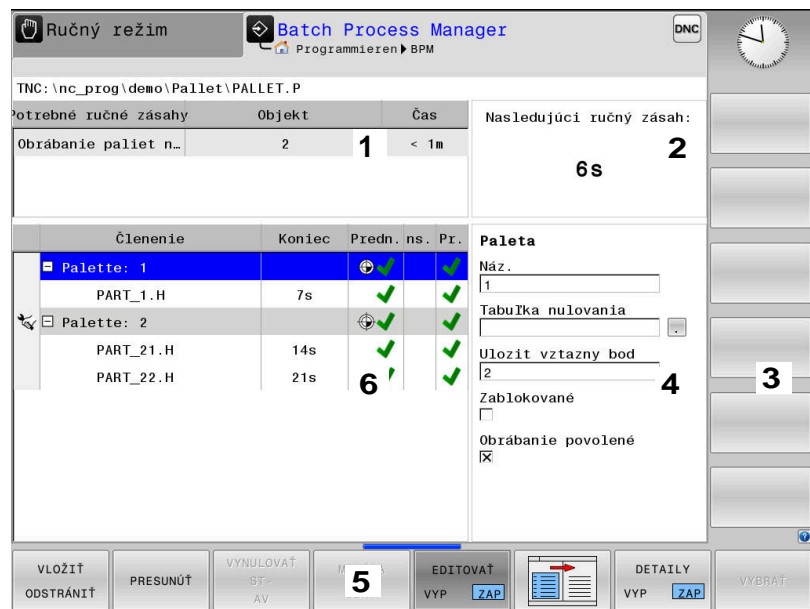 Ručný režim
Batch Process Manager
Programmieren BPM
DNC
TNC:\nc_prog\demo\Pallet\PALLET.P
Potrebné ručné zásahy Objekt Čas
Obrábanie paliet n… 2 1 < 1m
Nasledujúci ručný zásah:
2
6s
Členenie Koniec Predn. ns. Pr.
Palette: 1
PART_1.H 7s
Palette: 2
PART_21.H 14s
PART_22.H 21s
6
Paleta
Náz.
1
Tabuľka nulovania
.
Ulozit vztazny bod
2
4
Zablokované
Obrábanie povolené
3
VLOŽIŤ
ODSTRÁNIŤ
PRESUNÚŤ
VYNULOVAŤ
ST-
AV
5
EDITOVAŤ
VYP ZAP
DETAILY
VYP ZAP
VYBRAŤ